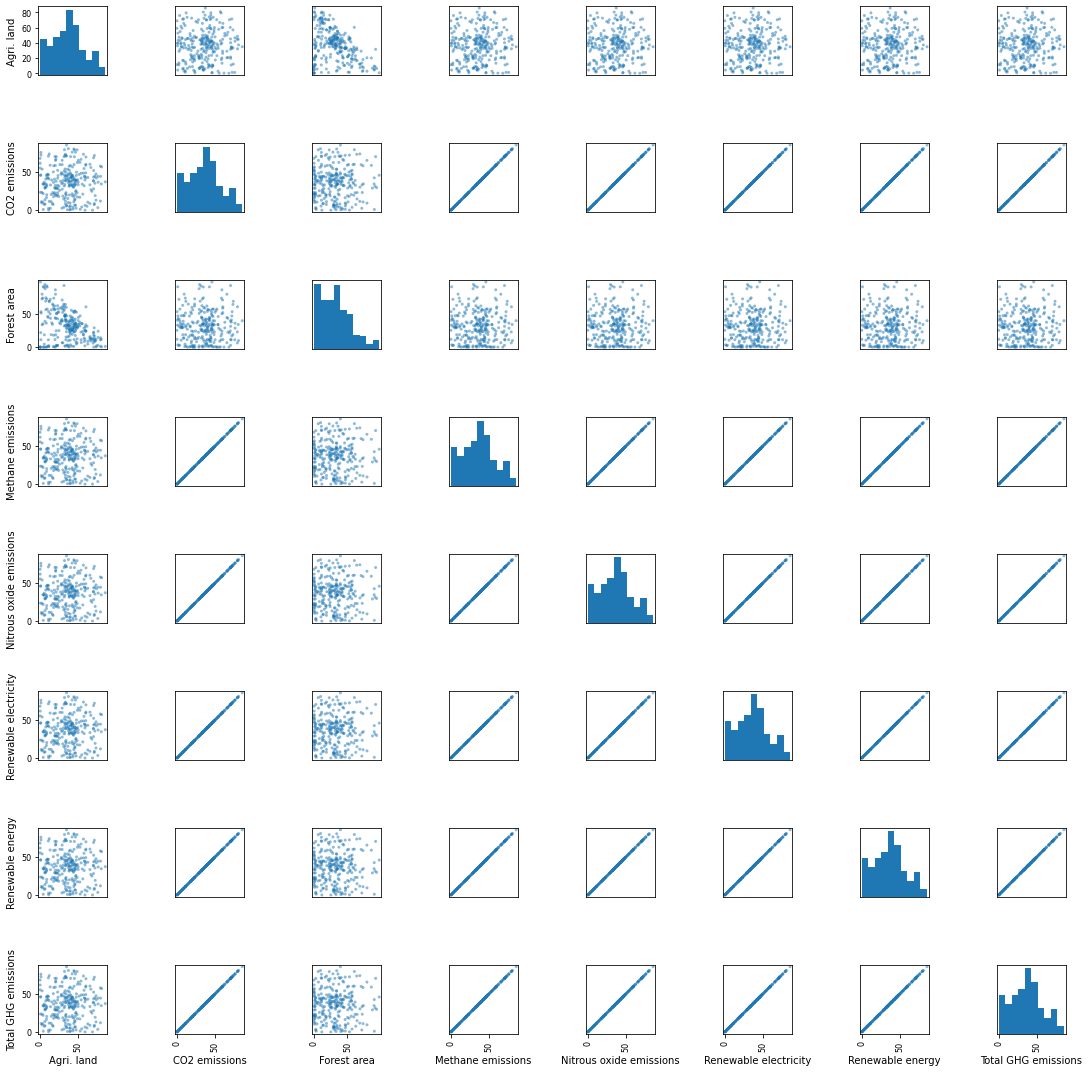 Agri. land
80
60
40
20
0
CO2 emissions
50
0
Forest area
50
0
Methane emissions
50
0
Nitrous oxide emissions
50
0
Renewable electricity
50
0
Renewable energy
50
0
Total GHG emissions
50
0
0 50 0 50 0 50 0 50 0 50 0 50 0 50 0 50
Agri. land CO2 emissions Forest area Methane emissions Nitrous oxide emissions Renewable electricity Renewable energy Total GHG emissions